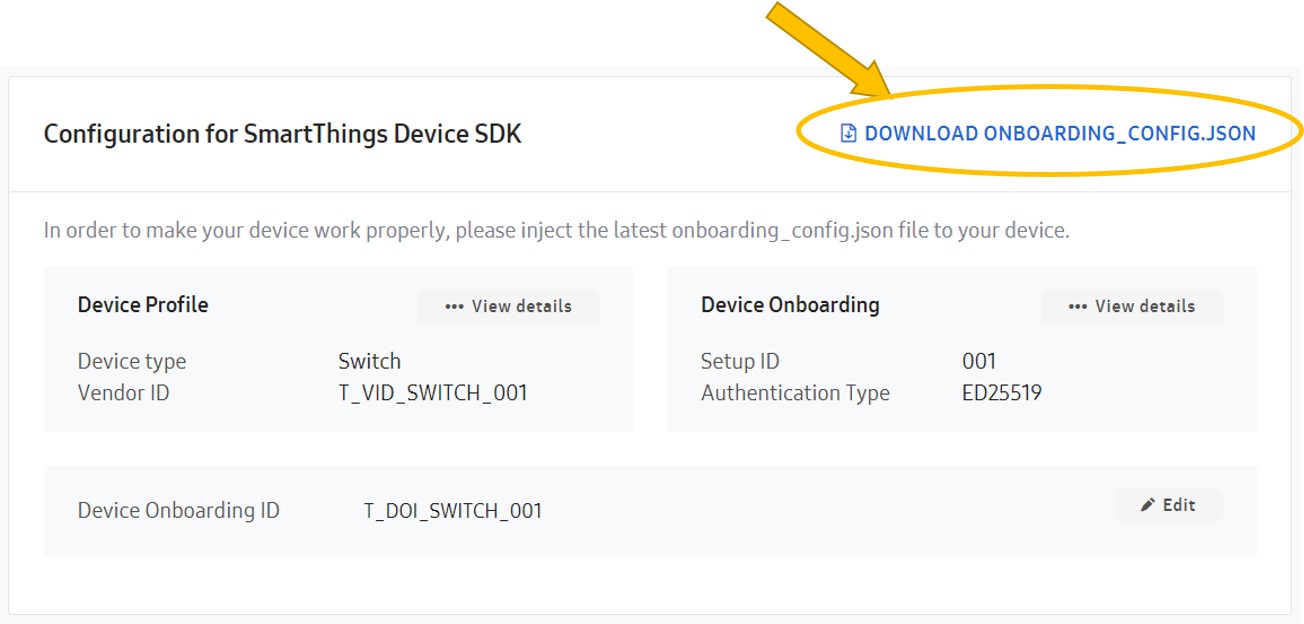 Configuration for SmartThings Device SDK
DOWNLOAD ONBOARDING_CONFIG.JSON
In order to make your device work properly, please inject the latest onboarding_config.json file to your device.
Device Profile
••• View details
Device type Switch
Vendor ID T_VID_SWITCH_001
Device Onboarding
••• View details
Setup ID 001
Authentication Type ED25519
Device Onboarding ID T_DOI_SWITCH_001
Edit